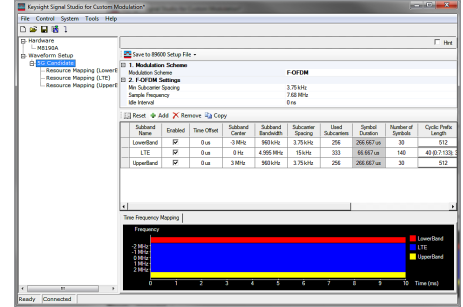 Keysight Signal Studio for Custom Modulation*
File Control System Tools Help
1
Hardware
M8190A
Waveform Setup
5G Candidate
Resource Mapping (LowerE
Resource Mapping (LTE)
Resource Mapping (UpperE
Hint
Save to 89600 Setup File
1. Modulation Scheme
Modulation Scheme F-OFDM
2. F-OFDM Settings
Min Subcarrier Spacing 3.75 kHz
Sample Frequency 7.68 MHz
Idle Interval 0 ns
Reset Add Remove Copy
Subband Name Enabled Time Offset Subband Center Subband Bandwidth Subcarrier Spacing Used Subcarriers Symbol Duration Number of Symbols Cyclic Prefix Length
LowerBand 0 us -3 MHz 960 kHz 3.75 kHz 256 266.667 us 30 512
LTE 0 us 0 Hz 4.995 MHz 15 kHz 333 66.667 us 140 40 (0:7:133);
UpperBand 0 us 3 MHz 960 kHz 3.75 kHz 256 266.667 us 30 512
Time Frequency Mapping
Frequency
-2 MHz
-1 MHz
0 MHz
1 MHz
2 MHz
LowerBand
LTE
UpperBand
0 1 2 3 4 5 6 7 8 9 10 Time (ms)
Ready Connected